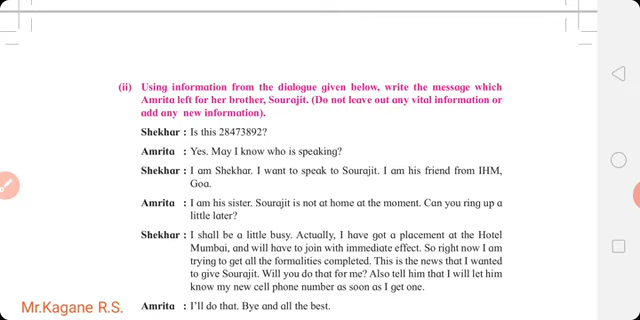 (ii) Using information from the dialogue given below, write the message which
Amrita left for her brother, Sourajit. (Do not leave out any vital information or
add any new information).
Shekhar : Is this 28473892?
Amrita : Yes. May I know who is speaking?
Shekhar : I am Shekhar. I want to speak to Sourajit. I am his friend from IHM,
Goa.
Amrita : I am his sister. Sourajit is not at home at the moment. Can you ring up a
little later?
Shekhar : I shall be a little busy. Actually, I have got a placement at the Hotel
Mumbai, and will have to join with immediate effect. So right now I am
trying to get all the formalities completed. This is the news that I wanted
to give Sourajit. Will you do that for me? Also tell him that I will let him
know my new cell phone number as soon as I get one.
Amrita : I'll do that. Bye and all the best.
Mr.Kagane R.S.